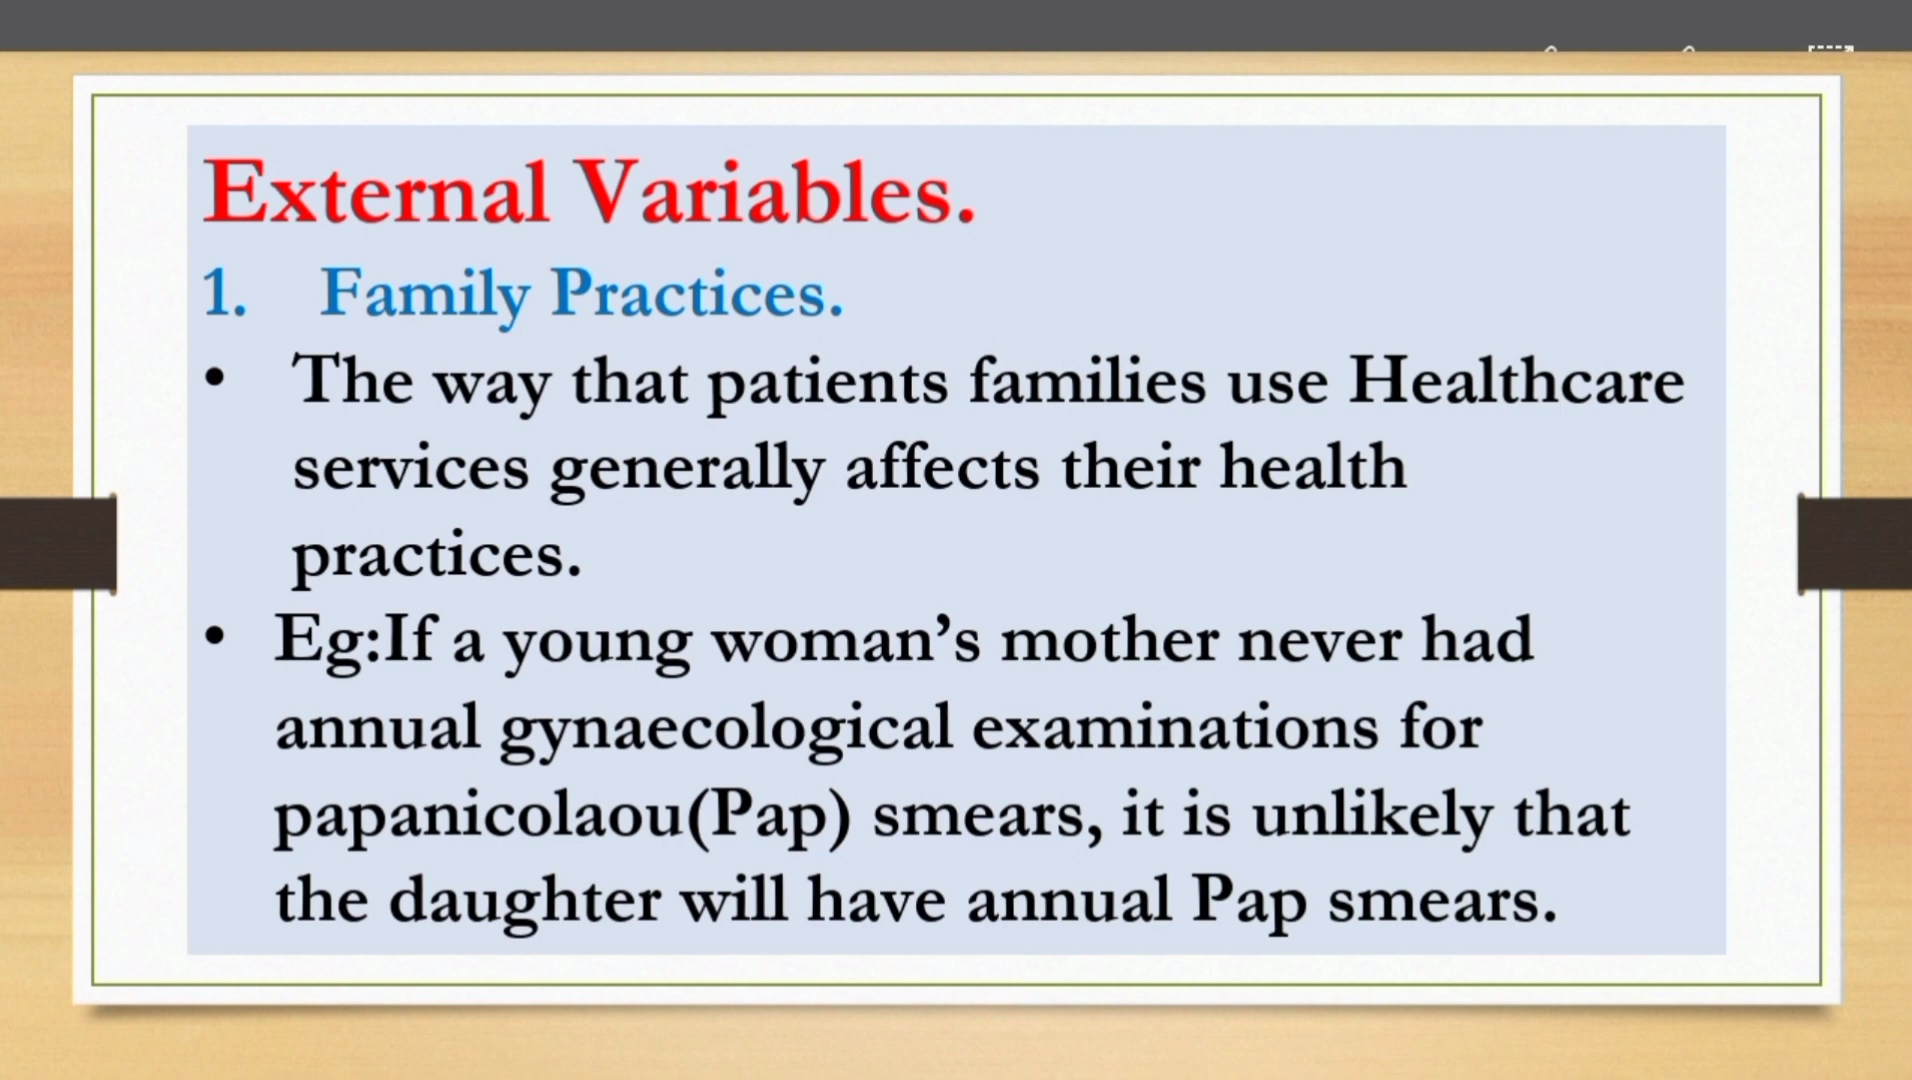 External Variables.
1. Family Practices.
• The way that patients families use Healthcare
services generally affects their health
practices.
• Eg:If a young woman’s mother never had
annual gynaecological examinations for
papanicolaou(Pap) smears, it is unlikely that
the daughter will have annual Pap smears.